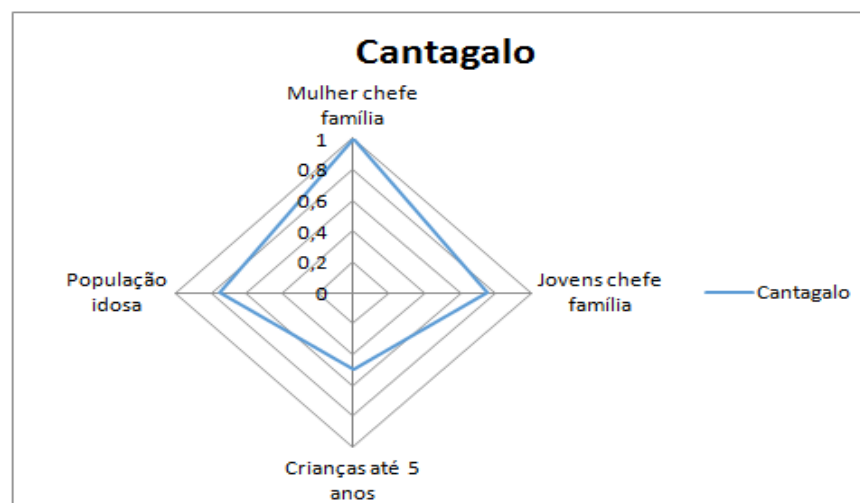 Cantagalo
Mulher chefe
família
1
0,8
0,6
0,4
0,2
0
População
idosa
Jovens chefe
família
Cantagalo
Crianças até 5
anos